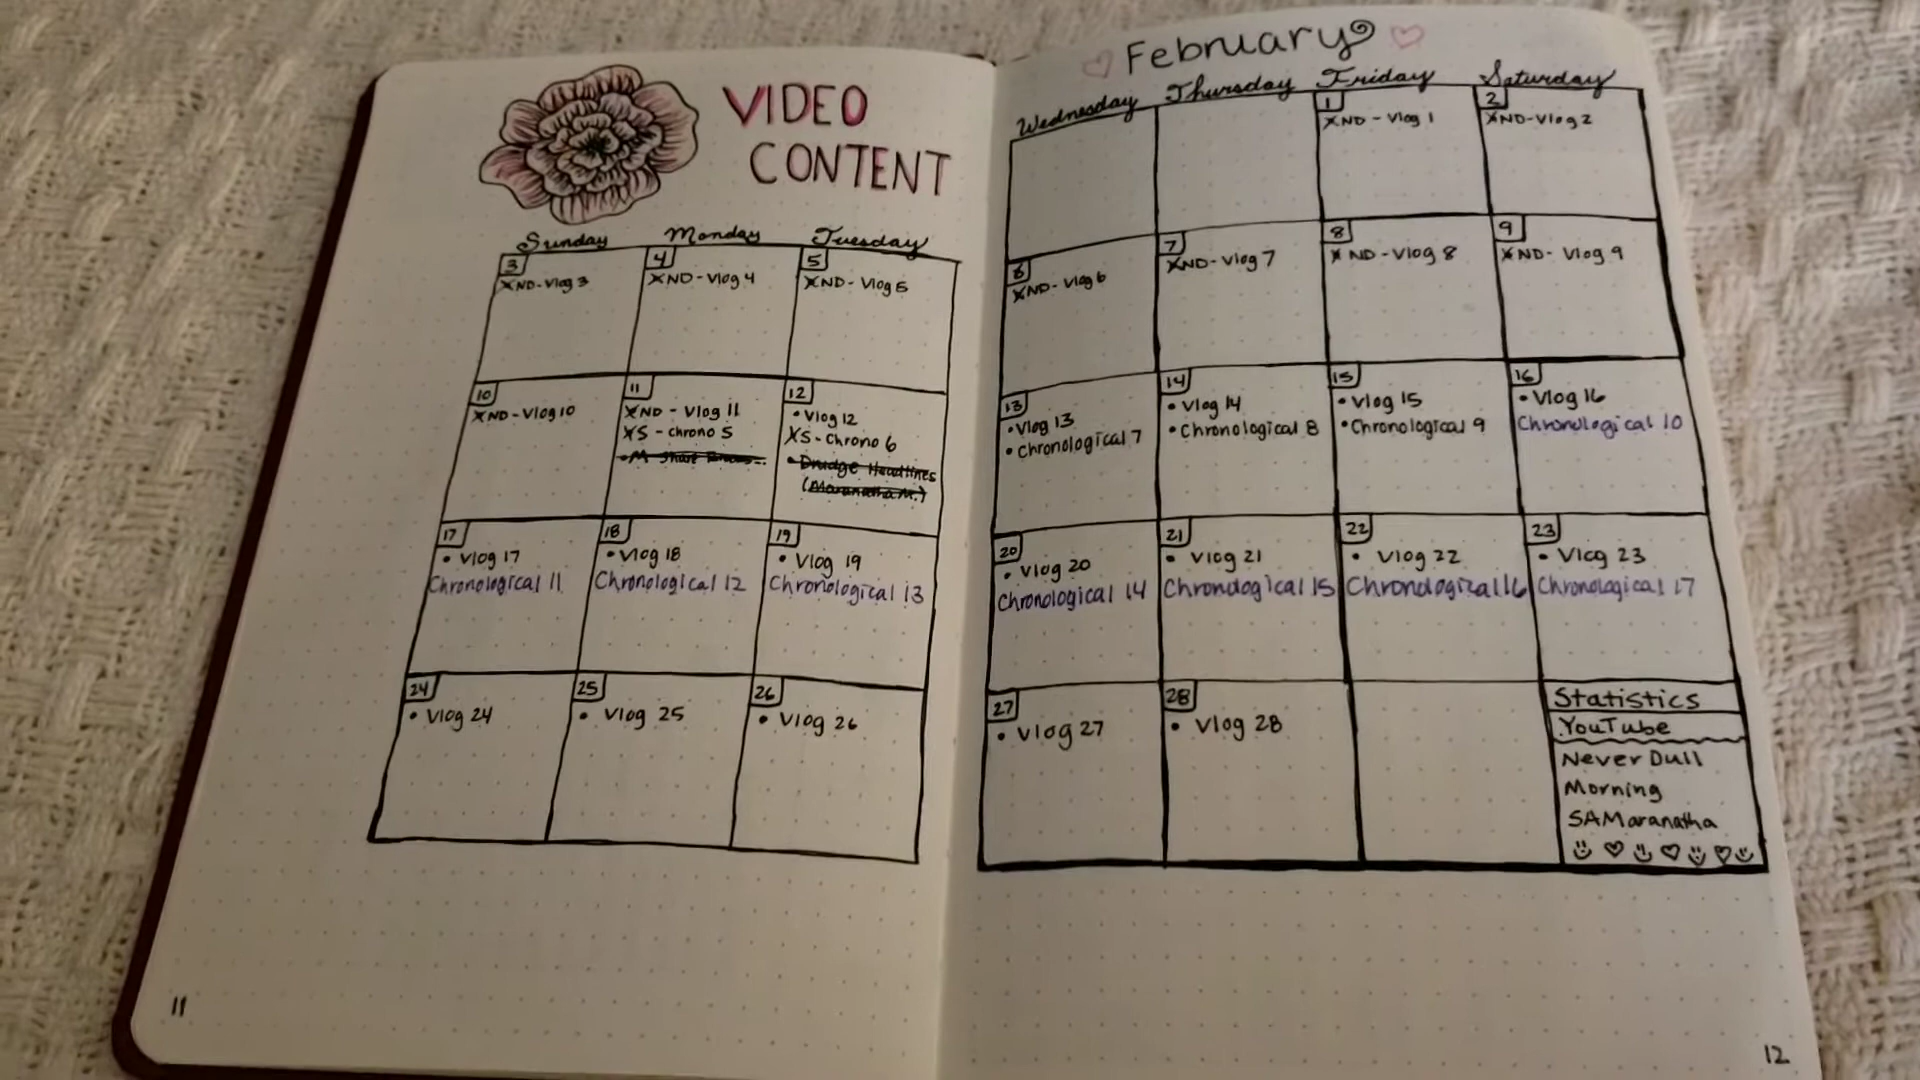 VIDEO
CONTENT
Sunday Monday Tuesday
3
XND-Vlog 3
4
XND-Vlog 4
5
XND- Vlog 5
10
XND-Vlog 10
11
XND - Vlog 11
XS - chrono 5
12
• Vlog 12
XS - Chrono 6
• Drudge Headlines
(Maranatha M.)
17
• Vlog 17
Chronological 11
18
• Vlog 18
Chronological 12
19
• Vlog 19
Chronological 13
24
• Vlog 24
25
• Vlog 25
26
• Vlog 26
11
February
Wednesday Thursday Friday Saturday
1
XND - Vlog 1
2
XND-Vlog 2
6
XND- Vlog 6
7
XND- Vlog 7
8
XND - Vlog 8
9
XND- Vlog 9
13
• Vlog 13
• Chronological 7
14
• Vlog 14
• Chronological 8
15
• Vlog 15
• Chronological 9
16
• Vlog 16
Chronological 10
20
• Vlog 20
Chronological 14
21
• Vlog 21
Chronological 15
22
• Vlog 22
Chronological 16
23
• Vlog 23
Chronological 17
27
• Vlog 27
28
• Vlog 28
Statistics
YouTube
Never Dull
Morning
SAMaranatha
12